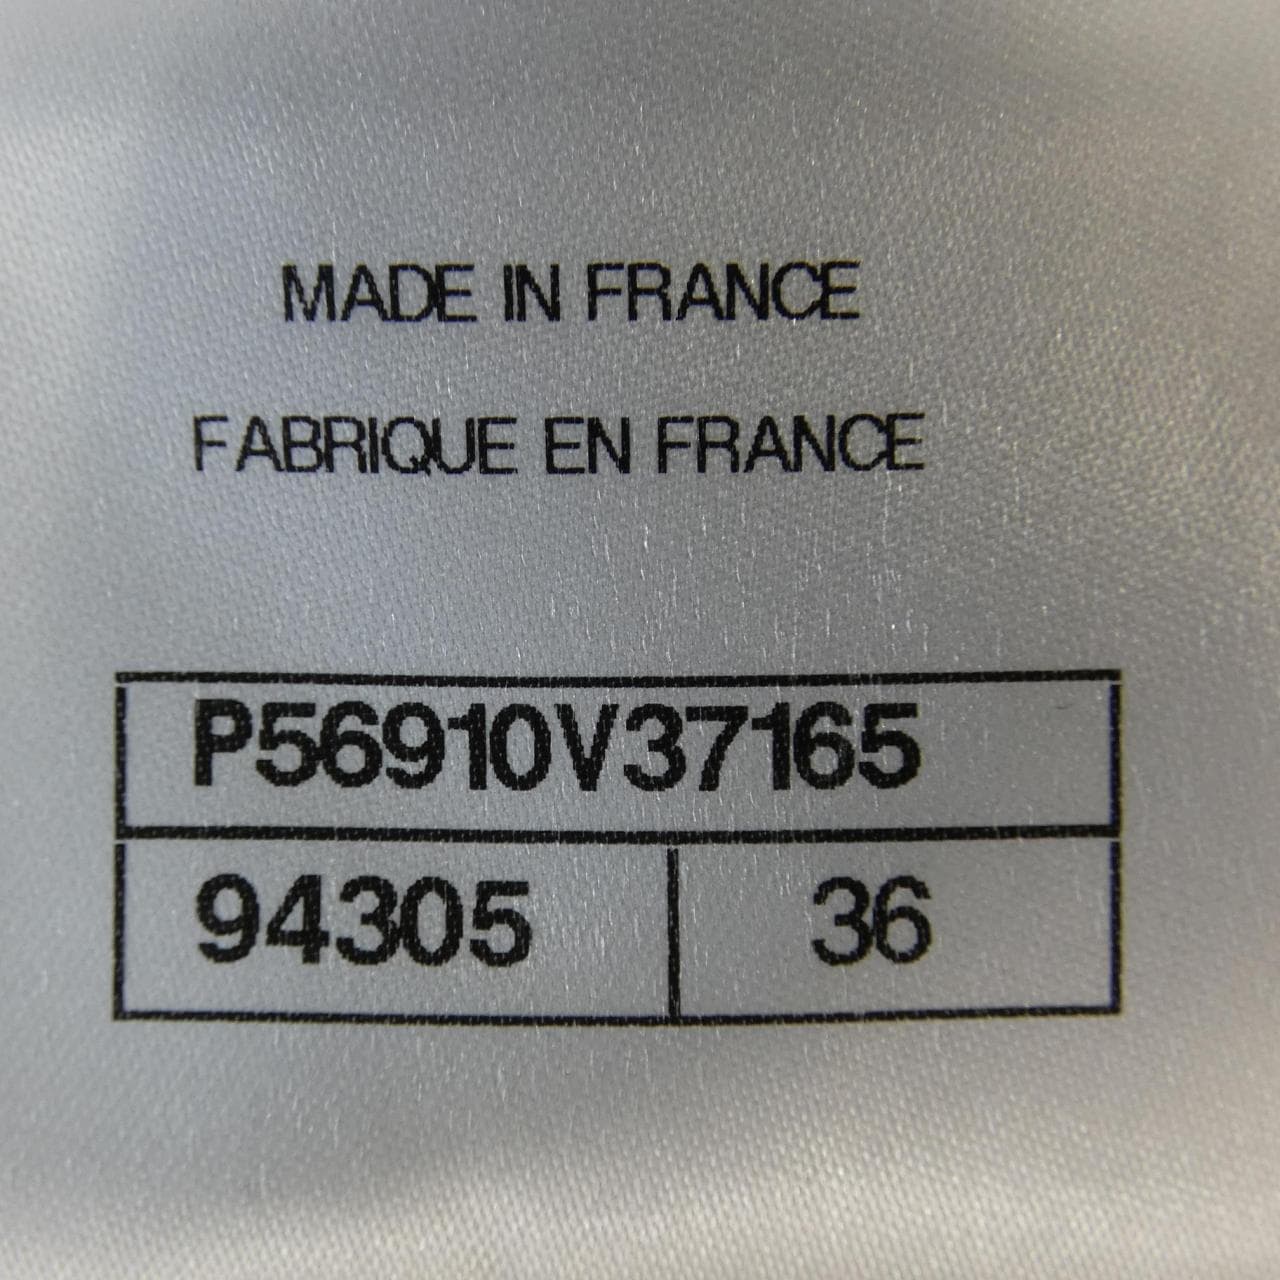 MADE IN FRANCE
FABRIQUE EN FRANCE
P56910V37165
94305 36